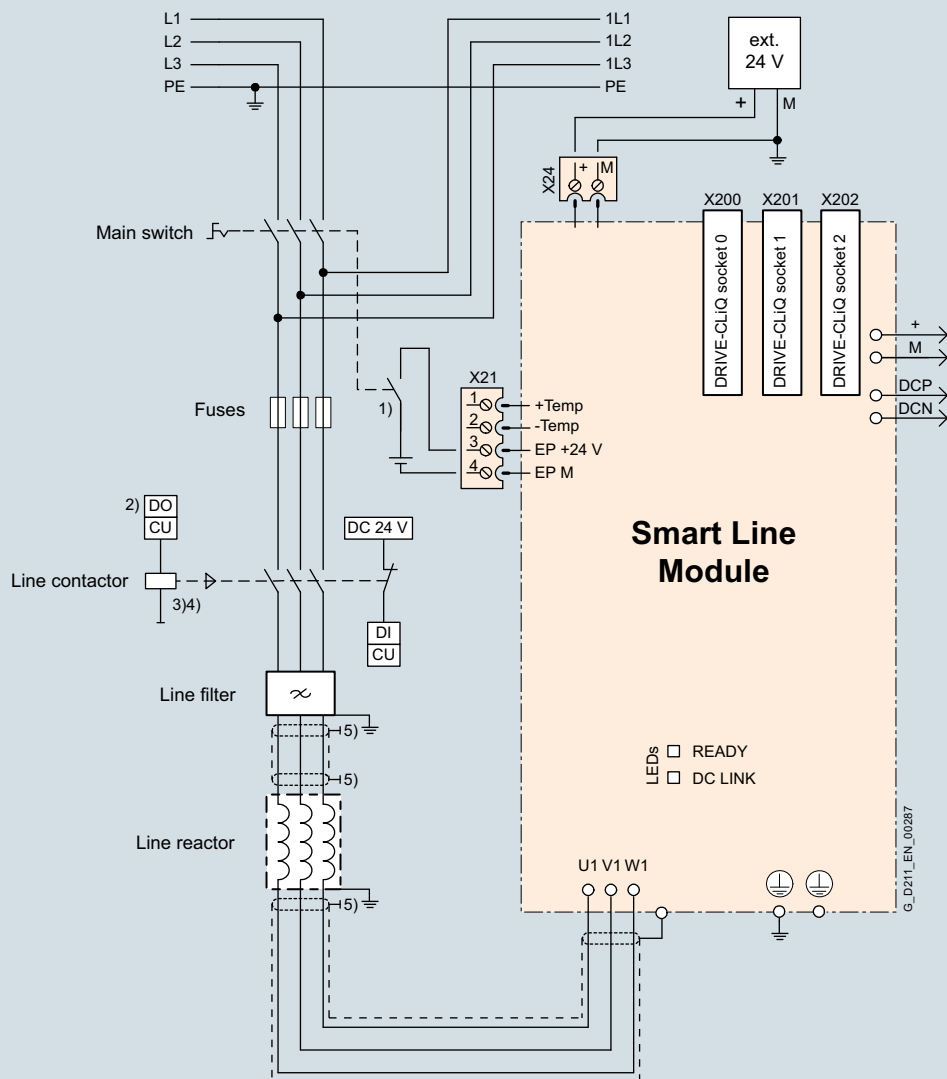 L1
L2
L3
PE
1L1
1L2
1L3
PE
ext.
24 V
+
M
X24
+
M
X200
X201
X202
DRIVE-CLiQ socket 0
DRIVE-CLiQ socket 1
DRIVE-CLiQ socket 2
Main switch
+
M
DCP
DCN
Fuses
1)
X21
1
2
3
4
+Temp
-Temp
EP +24 V
EP M
2)
DO
CU
DC 24 V
Smart Line
Module
Line contactor
3)4)
DI
CU
Line filter
5)
5)
LEDs
READY
DC LINK
Line reactor
5)
U1 V1 W1
G_D211_EN_00287